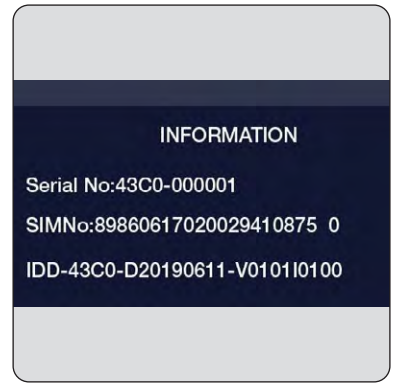 INFORMATION
Serial No:43C0-000001
SIMNo:89860617020029410875 0
IDD-43C0-D20190611-V0101I0100